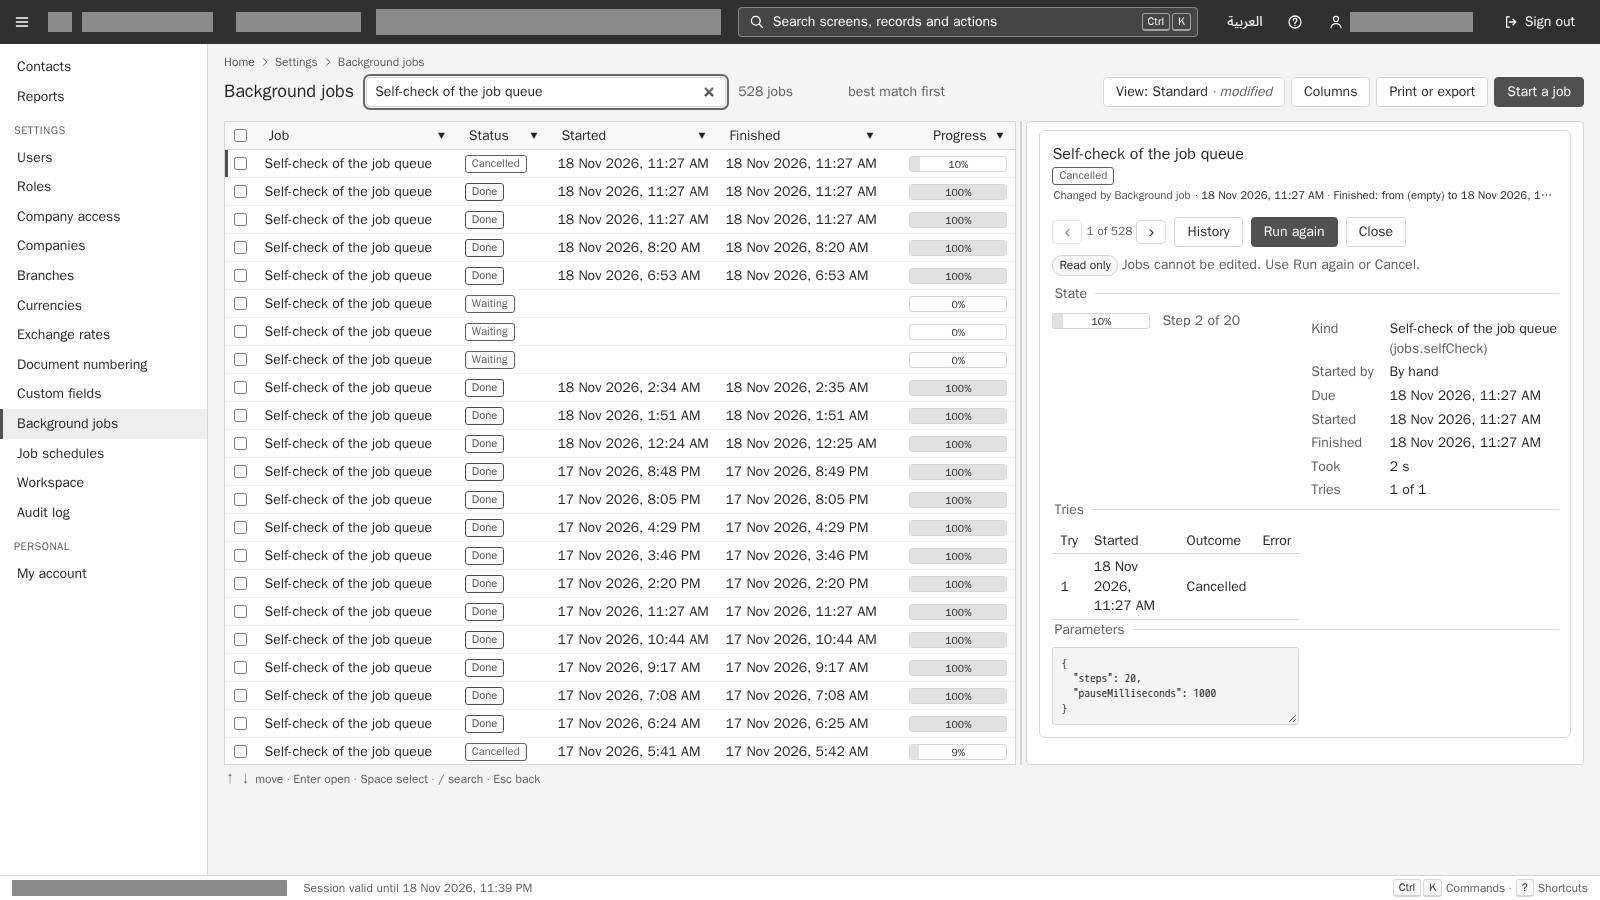 Search screens, records and actions Ctrl K العربية Sign out
Contacts
Reports
SETTINGS
Users
Roles
Company access
Companies
Branches
Currencies
Exchange rates
Document numbering
Custom fields
Background jobs
Job schedules
Workspace
Audit log
PERSONAL
My account
Home > Settings > Background jobs
Background jobs Self-check of the job queue 528 jobs best match first View: Standard · modified Columns Print or export Start a job
Job Status Started Finished Progress
Self-check of the job queue Cancelled 18 Nov 2026, 11:27 AM 18 Nov 2026, 11:27 AM 10%
Self-check of the job queue Done 18 Nov 2026, 11:27 AM 18 Nov 2026, 11:27 AM 100%
Self-check of the job queue Done 18 Nov 2026, 11:27 AM 18 Nov 2026, 11:27 AM 100%
Self-check of the job queue Done 18 Nov 2026, 8:20 AM 18 Nov 2026, 8:20 AM 100%
Self-check of the job queue Done 18 Nov 2026, 6:53 AM 18 Nov 2026, 6:53 AM 100%
Self-check of the job queue Waiting 0%
Self-check of the job queue Waiting 0%
Self-check of the job queue Waiting 0%
Self-check of the job queue Done 18 Nov 2026, 2:34 AM 18 Nov 2026, 2:35 AM 100%
Self-check of the job queue Done 18 Nov 2026, 1:51 AM 18 Nov 2026, 1:51 AM 100%
Self-check of the job queue Done 18 Nov 2026, 12:24 AM 18 Nov 2026, 12:25 AM 100%
Self-check of the job queue Done 17 Nov 2026, 8:48 PM 17 Nov 2026, 8:49 PM 100%
Self-check of the job queue Done 17 Nov 2026, 8:05 PM 17 Nov 2026, 8:05 PM 100%
Self-check of the job queue Done 17 Nov 2026, 4:29 PM 17 Nov 2026, 4:29 PM 100%
Self-check of the job queue Done 17 Nov 2026, 3:46 PM 17 Nov 2026, 3:46 PM 100%
Self-check of the job queue Done 17 Nov 2026, 2:20 PM 17 Nov 2026, 2:20 PM 100%
Self-check of the job queue Done 17 Nov 2026, 11:27 AM 17 Nov 2026, 11:27 AM 100%
Self-check of the job queue Done 17 Nov 2026, 10:44 AM 17 Nov 2026, 10:44 AM 100%
Self-check of the job queue Done 17 Nov 2026, 9:17 AM 17 Nov 2026, 9:17 AM 100%
Self-check of the job queue Done 17 Nov 2026, 7:08 AM 17 Nov 2026, 7:08 AM 100%
Self-check of the job queue Done 17 Nov 2026, 6:24 AM 17 Nov 2026, 6:25 AM 100%
Self-check of the job queue Cancelled 17 Nov 2026, 5:41 AM 17 Nov 2026, 5:42 AM 9%
↑ ↓ move · Enter open · Space select · / search · Esc back
Self-check of the job queue
Cancelled
Changed by Background job · 18 Nov 2026, 11:27 AM · Finished: from (empty) to 18 Nov 2026, 1···
‹ 1 of 528 › History Run again Close
Read only Jobs cannot be edited. Use Run again or Cancel.
State
10% Step 2 of 20
Kind Self-check of the job queue
(jobs.selfCheck)
Started by By hand
Due 18 Nov 2026, 11:27 AM
Started 18 Nov 2026, 11:27 AM
Finished 18 Nov 2026, 11:27 AM
Took 2 s
Tries 1 of 1
Tries
Try Started Outcome Error
1 18 Nov 2026, 11:27 AM Cancelled
Parameters
{
"steps": 20,
"pauseMilliseconds": 1000
}
Session valid until 18 Nov 2026, 11:39 PM Ctrl K Commands · ? Shortcuts